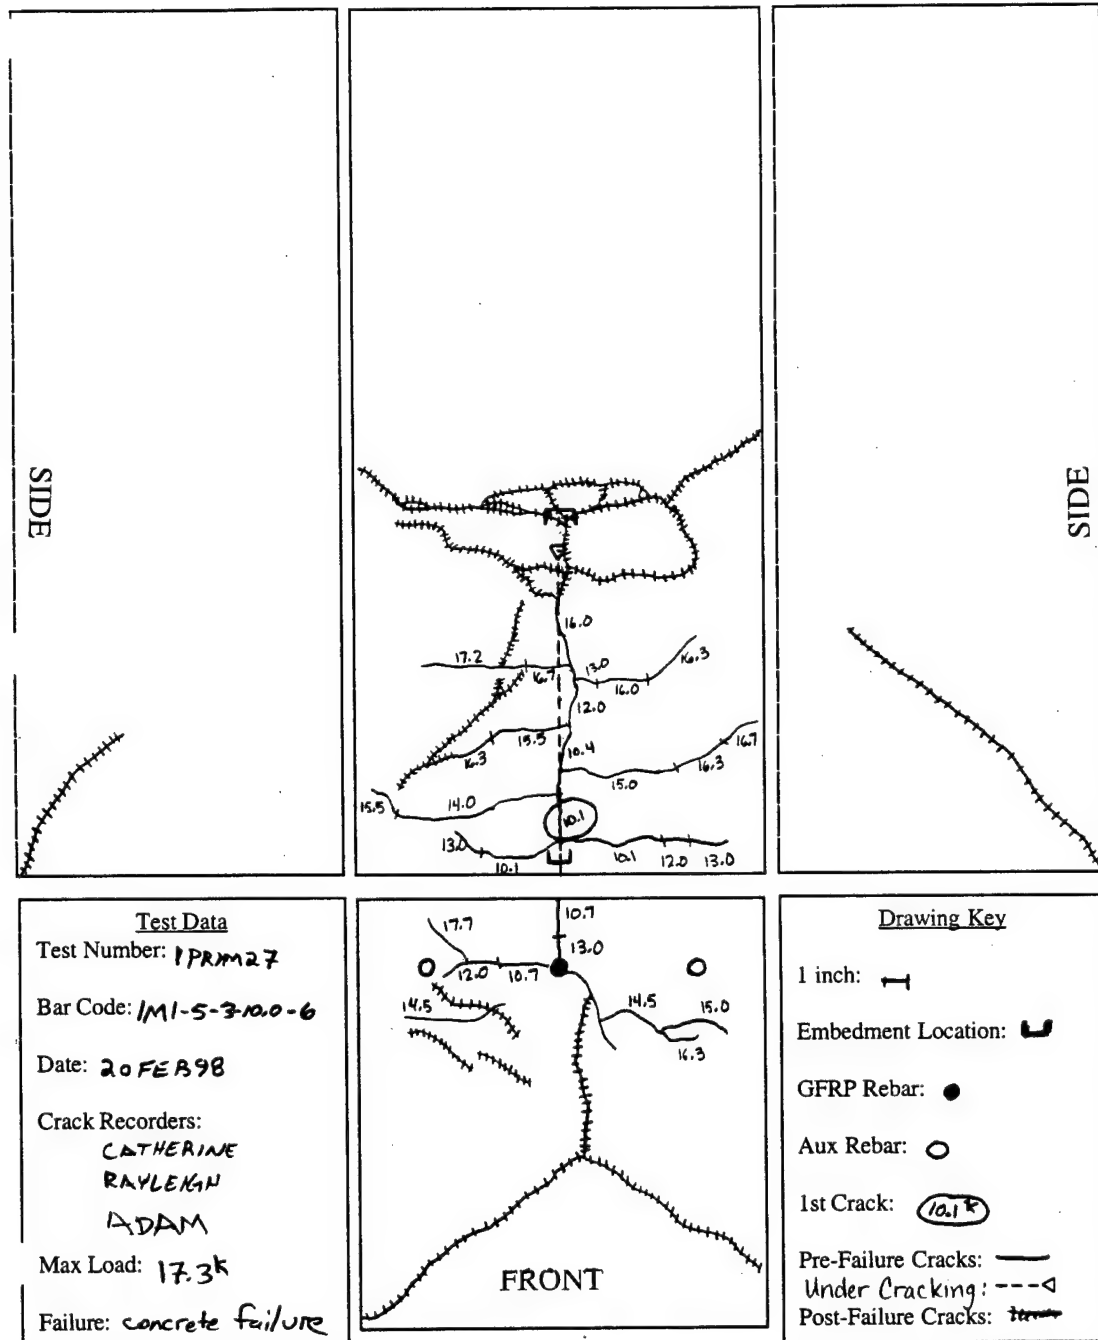 SIDE
SIDE
16.0
17.2
16.7
13.0
16.0
16.3
12.0
15.5
16.3
10.4
15.0
16.3
16.7
15.5
14.0
10.1
13.0
10.1
10.1
12.0
13.0
Test Data
Test Number: 1PRIM27
Bar Code: 1M1-5-3-10.0-6
Date: 20FEB98
Crack Recorders:
CATHERINE
RAYLEIGH
ADAM
Max Load: 17.3k
Failure: concrete failure
17.7
10.7
13.0
12.0
10.7
14.5
14.5
15.0
16.3
FRONT
Drawing Key
1 inch:
Embedment Location:
GFRP Rebar:
Aux Rebar:
1st Crack: 10.1k
Pre-Failure Cracks:
Under Cracking:
Post-Failure Cracks: